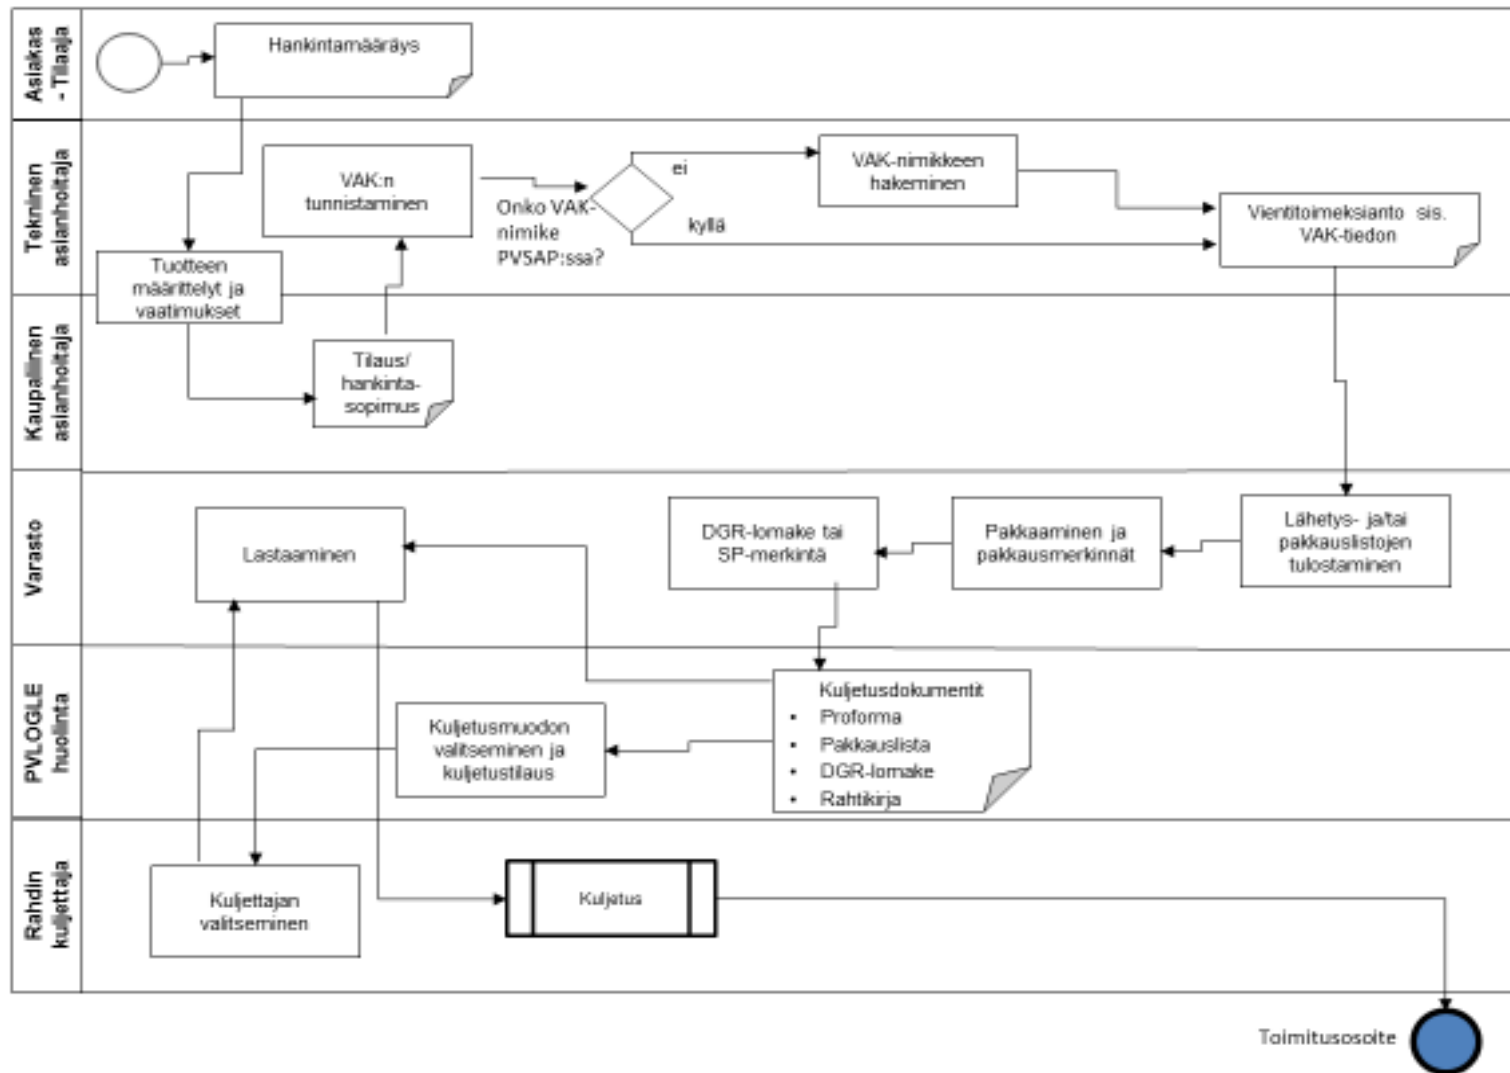 Asiakas
- Tilaaja
Hankintamääräys
Tekninen
asianhoitaja
VAK:n
tunnistaminen
Onko VAK-
nimike
PVSAP:ssa?
ei
kyllä
VAK-nimikkeen
hakeminen
Vientitoimeksianto sis.
VAK-tiedon
Tuotteen
määrittelyt ja
vaatimukset
Kaupallinen
asianhoitaja
Tilaus/
hankinta-
sopimus
Varasto
Lastaaminen
DGR-lomake tai
SP-merkintä
Pakkaaminen ja
pakkausmerkinnät
Lähetys- ja/tai
pakkauslistojen
tulostaminen
PVLOGLE
huolinta
Kuljetusmuodon
valitseminen ja
kuljetustilaus
Kuljetusdokumentit
• Proforma
• Pakkauslista
• DGR-lomake
• Rahtikirja
Rahdin
kuljettaja
Kuljettajan
valitseminen
Kuljetus
Toimitusosoite